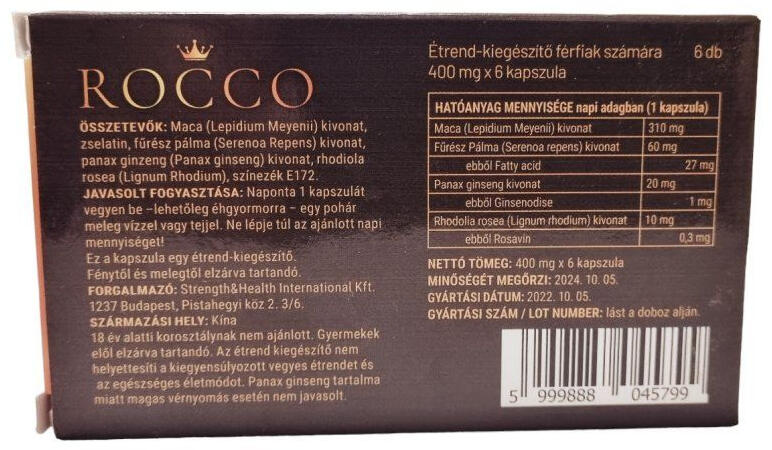 ROCCO
ÖSSZETEVŐK: Maca (Lepidium Meyenii) kivonat,
zselatin, fűrész pálma (Serenoa Repens) kivonat,
panax ginzeng (Panax ginseng) kivonat, rhodiola
rosea (Lignum Rhodium), színezék E172.
JAVASOLT FOGYASZTÁSA: Naponta 1 kapszulát
vegyen be –lehetőleg éhgyomorra – egy pohár
meleg vízzel vagy tejjel. Ne lépje túl az ajánlott napi
mennyiséget!
Ez a kapszula egy étrend-kiegészítő.
Fénytől és melegtől elzárva tartandó.
FORGALMAZÓ: Strength&Health International Kft.
1237 Budapest, Pistahegyi köz 2. 3/6.
SZÁRMAZÁSI HELY: Kína
18 év alatti korosztálynak nem ajánlott. Gyermekek
elől elzárva tartandó. Az étrend kiegészítő nem
helyettesíti a kiegyensúlyozott vegyes étrendet és
az egészséges életmódot. Panax ginseng tartalma
miatt magas vérnyomás esetén nem javasolt.
Étrend-kiegészítő férfiak számára 6 db
400 mg x 6 kapszula
HATÓANYAG MENNYISÉGE napi adagban (1 kapszula)
Maca (Lepidium Meyenii) kivonat 310 mg
Fűrész Pálma (Serenoa repens) kivonat 60 mg
ebből Fatty acid 27 mg
Panax ginseng kivonat 20 mg
ebből Ginsenodise 1 mg
Rhodolia rosea (Lignum rhodium) kivonat 10 mg
ebből Rosavin 0,3 mg
NETTÓ TÖMEG: 400 mg x 6 kapszula
MINŐSÉGÉT MEGŐRZI: 2024. 10. 05.
GYÁRTÁSI DÁTUM: 2022. 10. 05.
GYÁRTÁSI SZÁM / LOT NUMBER: lást a doboz alján.
5 999888 045799